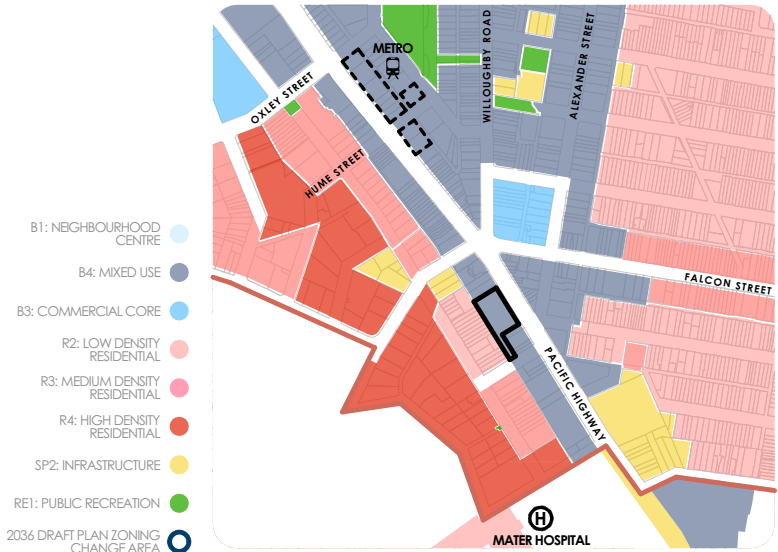 METRO
WILLOUGHBY ROAD
ALEXANDER STREET
OXLEY STREET
HUME STREET
FALCON STREET
PACIFIC HIGHWAY
H
MATER HOSPITAL
B1: NEIGHBOURHOOD
CENTRE
B4: MIXED USE
B3: COMMERCIAL CORE
R2: LOW DENSITY
RESIDENTIAL
R3: MEDIUM DENSITY
RESIDENTIAL
R4: HIGH DENSITY
RESIDENTIAL
SP2: INFRASTRUCTURE
RE1: PUBLIC RECREATION
2036 DRAFT PLAN ZONING
CHANGE AREA